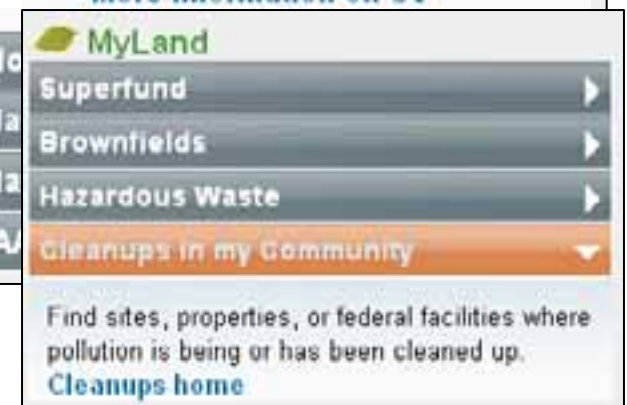 MyLand
Superfund
Brownfields
Hazardous Waste
Cleanups in my Community
Find sites, properties, or federal facilities where
pollution is being or has been cleaned up.
Cleanups home